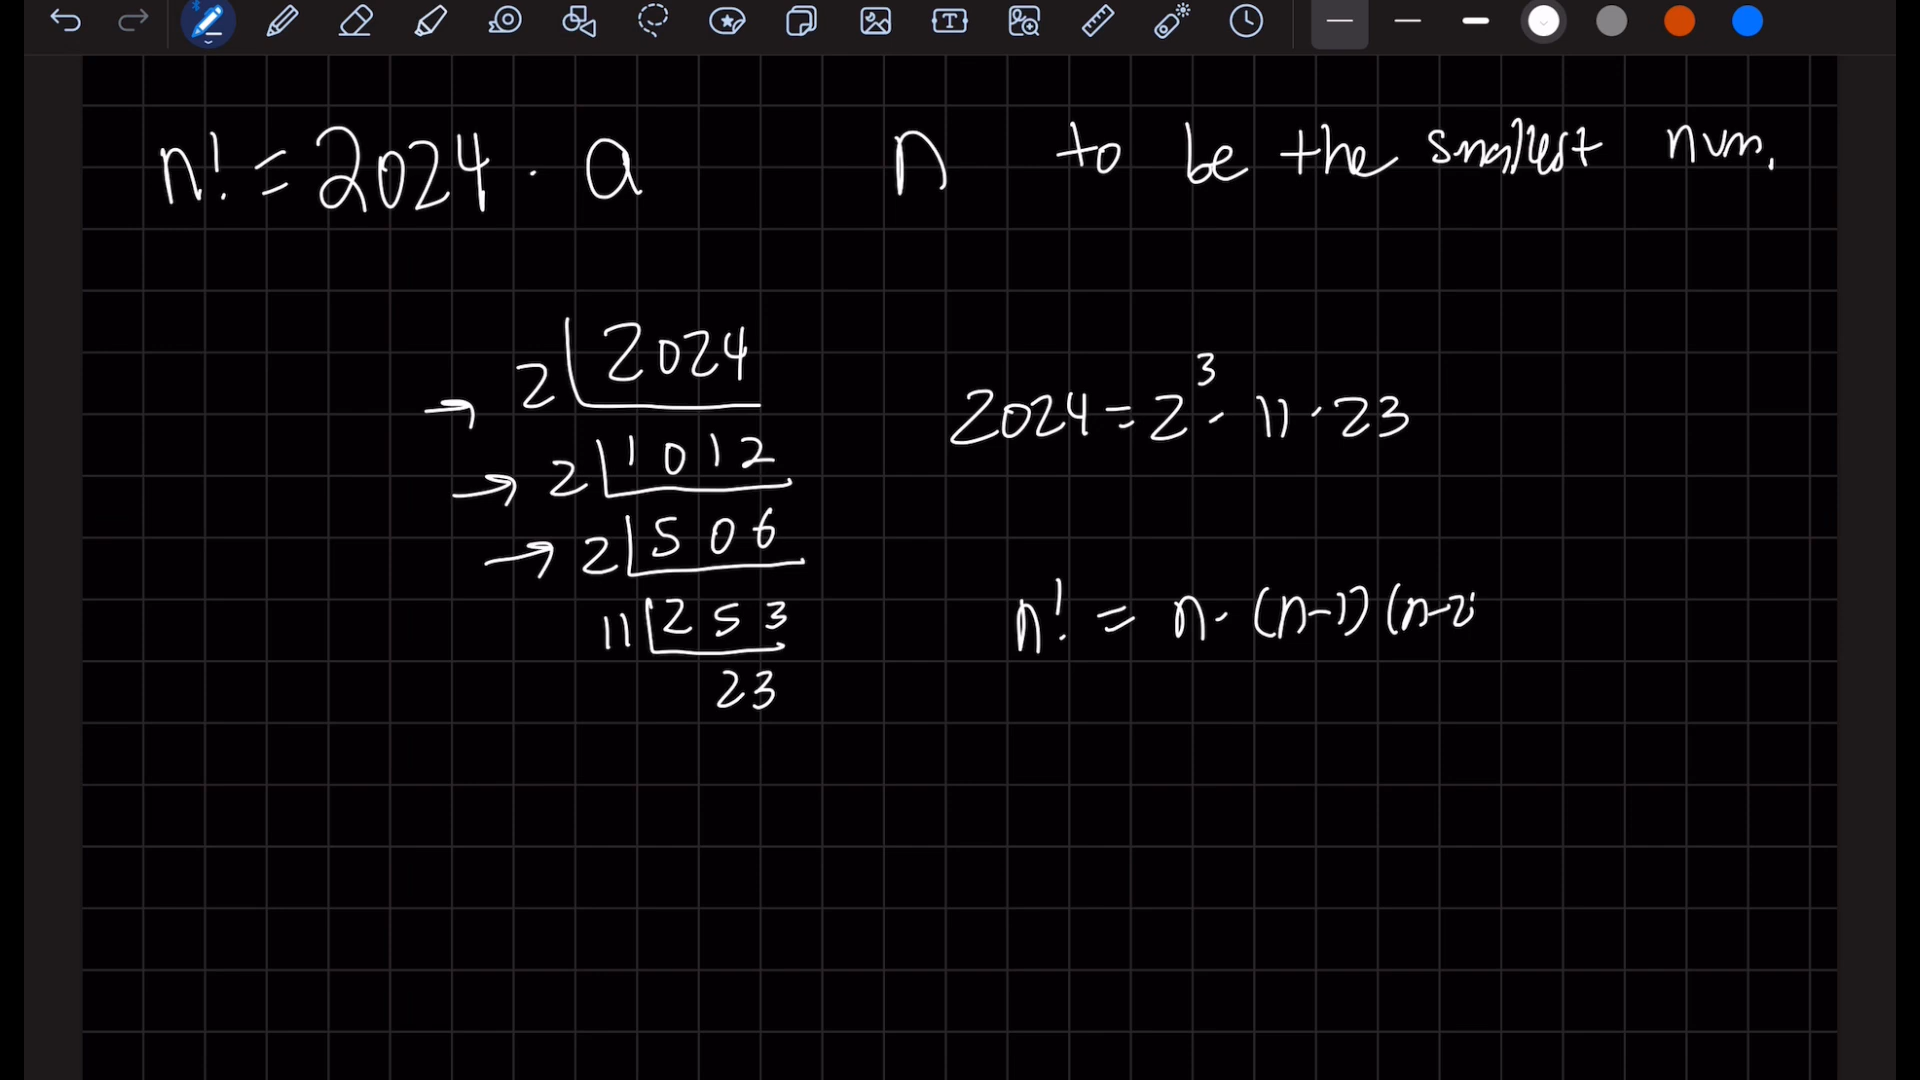 n! = 2024 · a
n to be the smallest num.
2 | 2024
2 | 1012
2 | 506
11 | 253
23
2024 = 2³ · 11 · 23
n! = n · (n-1) (n-2